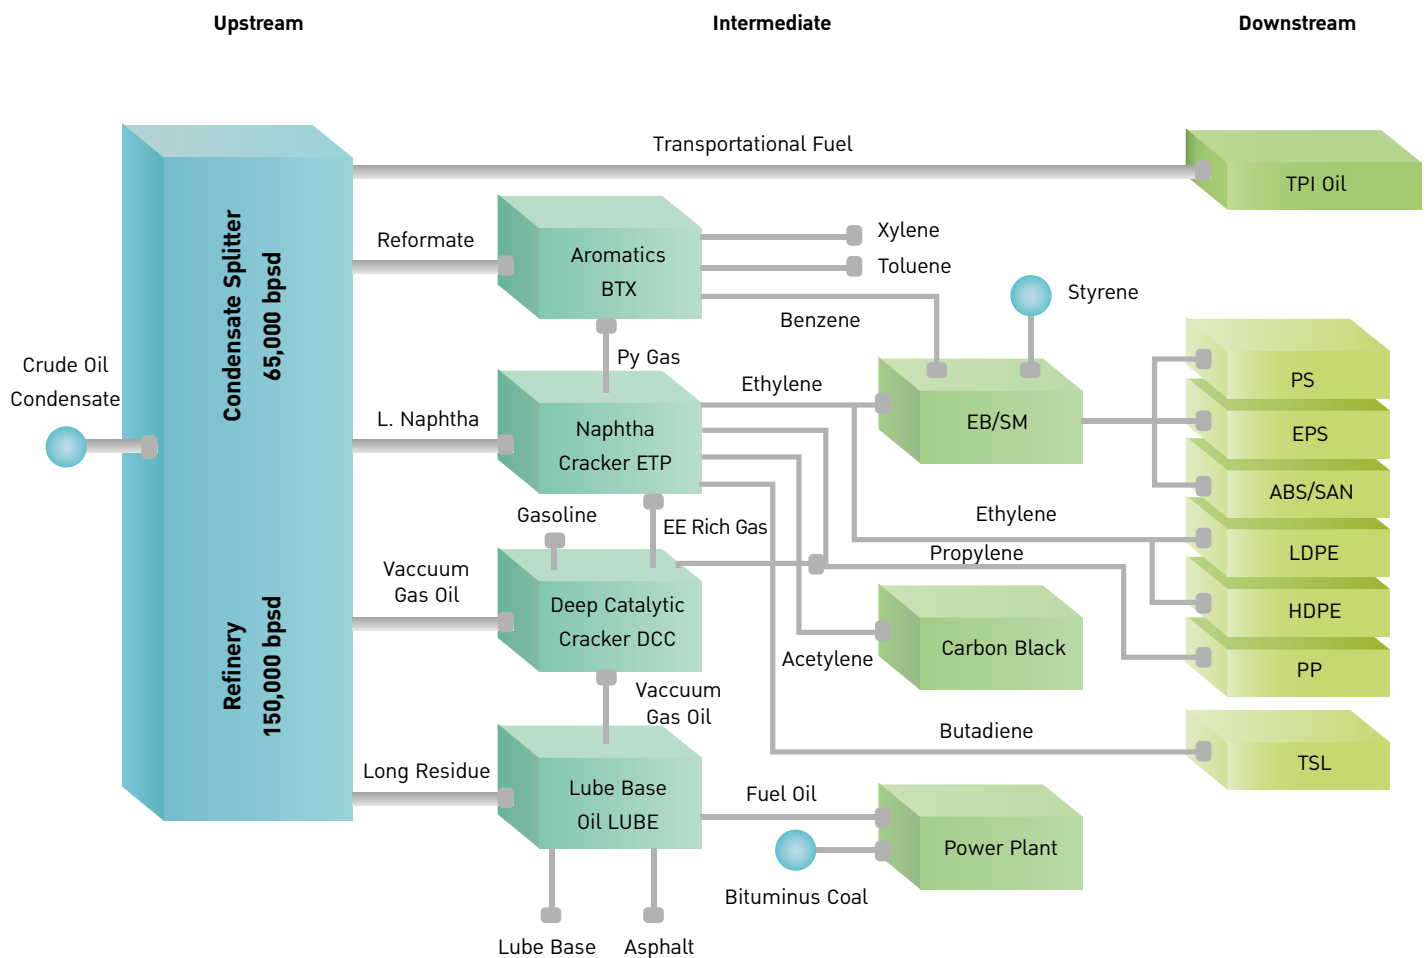 Upstream
Intermediate
Downstream
Transportational Fuel
TPI Oil
Condensate Splitter
65,000 bpsd
Refinery
150,000 bpsd
Crude Oil
Condensate
Reformate
Aromatics
BTX
Xylene
Toluene
Benzene
Styrene
Py Gas
Ethylene
L. Naphtha
Naphtha
Cracker ETP
EB/SM
PS
EPS
ABS/SAN
Gasoline
EE Rich Gas
Ethylene
Propylene
LDPE
HDPE
PP
Vaccuum
Gas Oil
Deep Catalytic
Cracker DCC
Acetylene
Carbon Black
Vaccuum
Gas Oil
Butadiene
TSL
Long Residue
Lube Base
Oil LUBE
Fuel Oil
Power Plant
Bituminus Coal
Lube Base
Asphalt